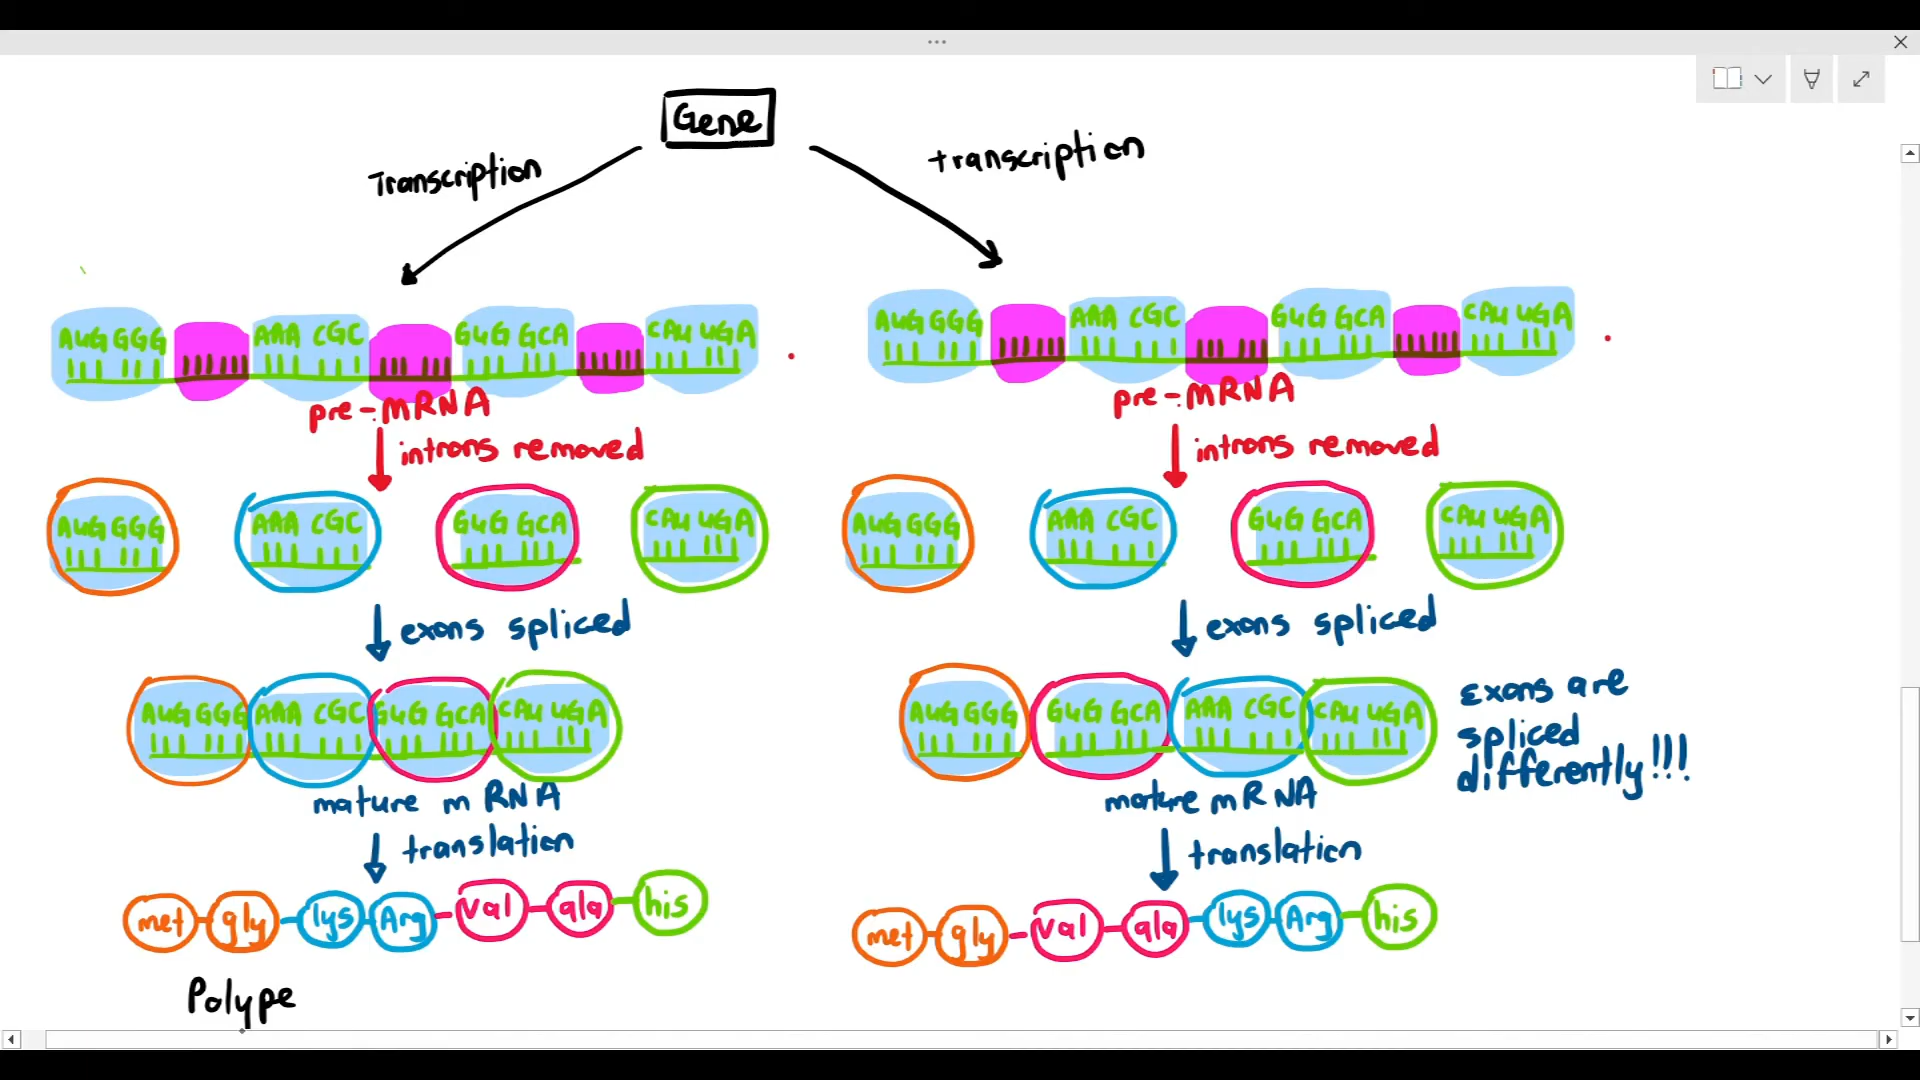 Gene
Transcription
transcription
AUG GGG AAA CGC GUG GCA CAU UGA
AUG GGG AAA CGC GUG GCA CAU UGA
pre-mRNA
pre-mRNA
introns removed
introns removed
AUG GGG AAA CGC GUG GCA CAU UGA
AUG GGG AAA CGC GUG GCA CAU UGA
exons spliced
exons spliced
AUG GGG AAA CGC GUG GCA CAU UGA
AUG GGG GUG GCA AAA CGC CAU UGA
Exons are
spliced
differently!!!
mature mRNA
mature mRNA
translation
translation
met gly lys Arg val ala his
met gly val ala lys Arg his
Polype